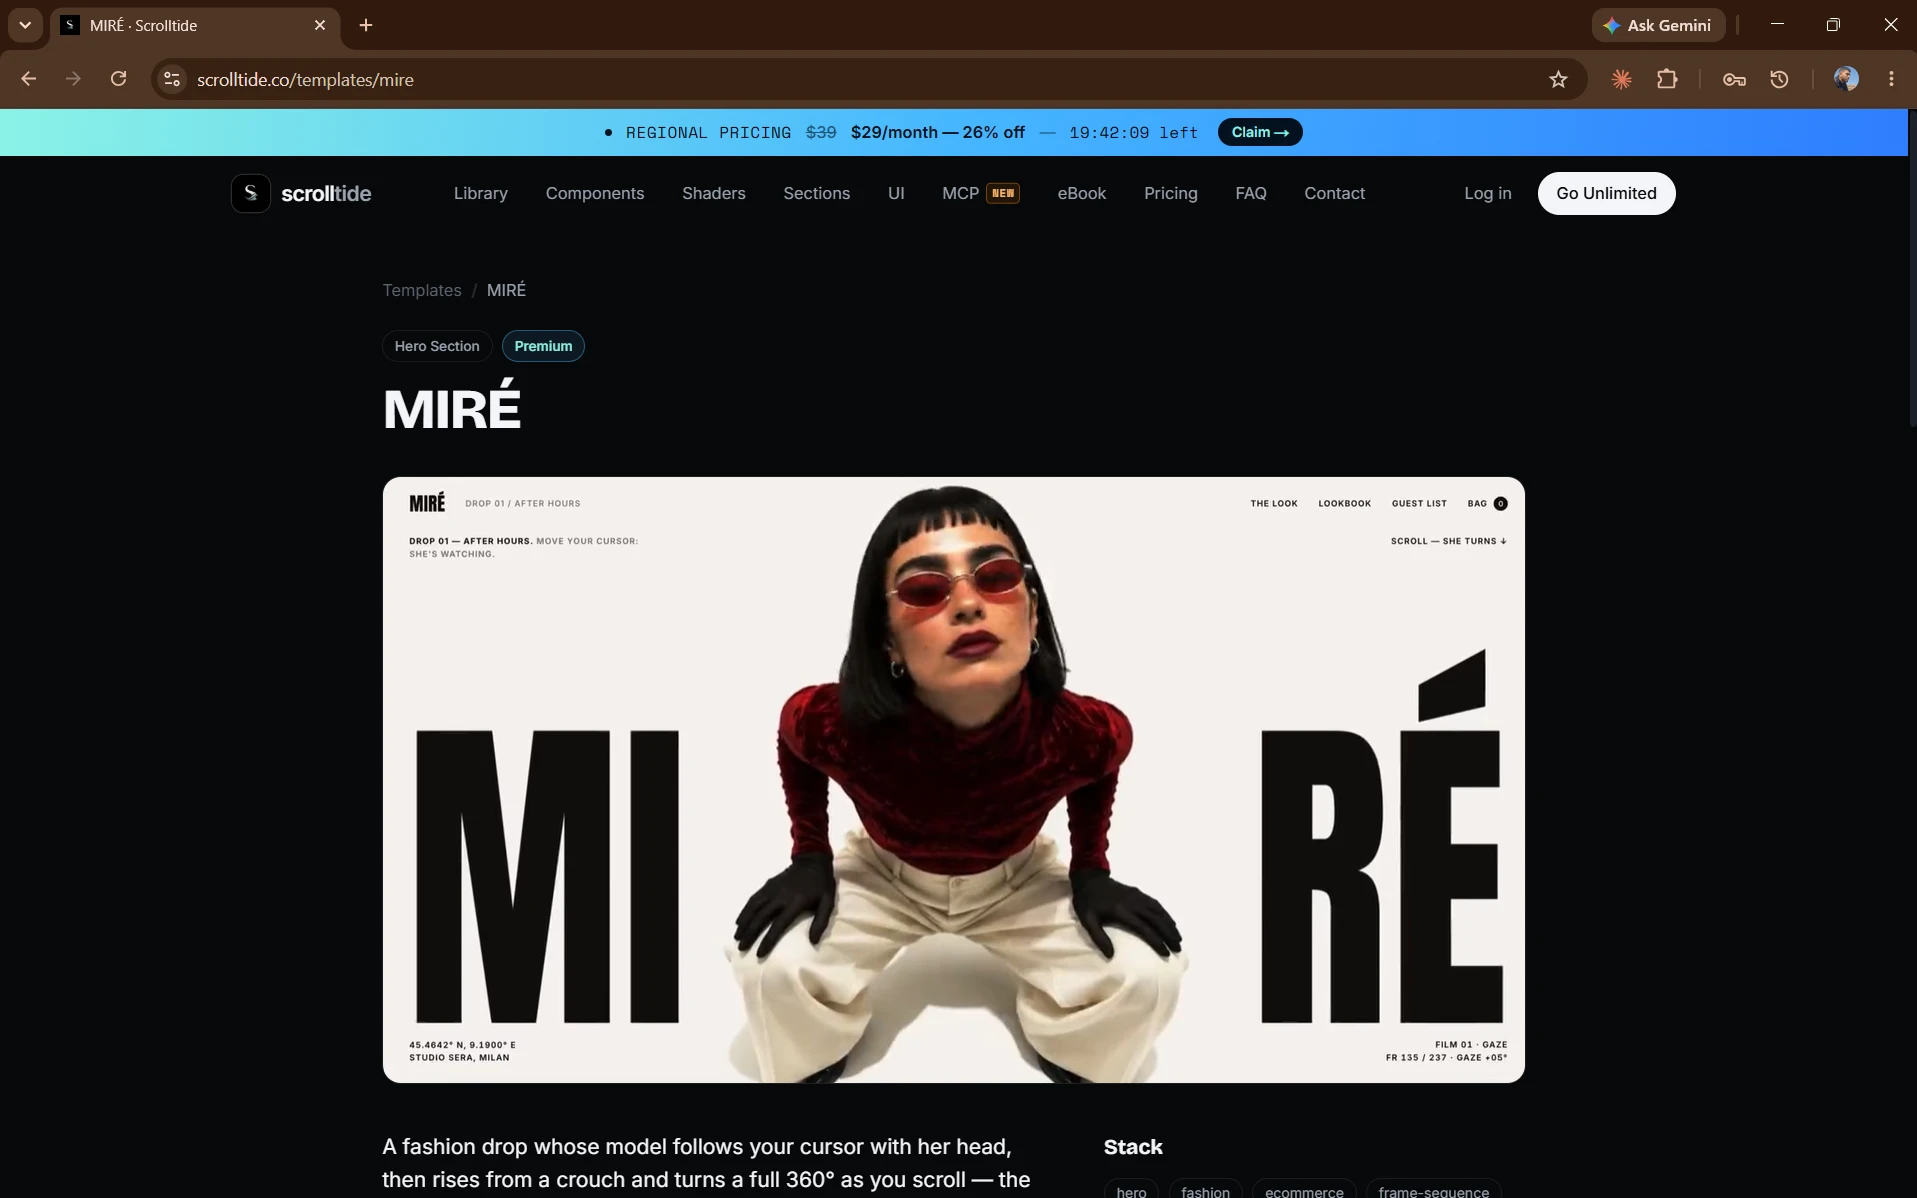 MIRÉ · Scrolltide
Ask Gemini
scrolltide.co/templates/mire
REGIONAL PRICING $39 $29/month — 26% off — 19:42:09 left Claim →
S scrolltide Library Components Shaders Sections UI MCP NEW eBook Pricing FAQ Contact Log in Go Unlimited
Templates / MIRÉ
Hero Section Premium
MIRÉ
MIRÉ DROP 01 / AFTER HOURS THE LOOK LOOKBOOK GUEST LIST BAG 0
DROP 01 — AFTER HOURS. MOVE YOUR CURSOR: SCROLL — SHE TURNS ↓
SHE'S WATCHING.
MI RÉ
45.4642° N, 9.1900° E FILM 01 · GAZE
STUDIO SERA, MILAN FR 135 / 237 · GAZE +05°
A fashion drop whose model follows your cursor with her head,
then rises from a crouch and turns a full 360° as you scroll — the
Stack
hero fashion ecommerce frame-sequence